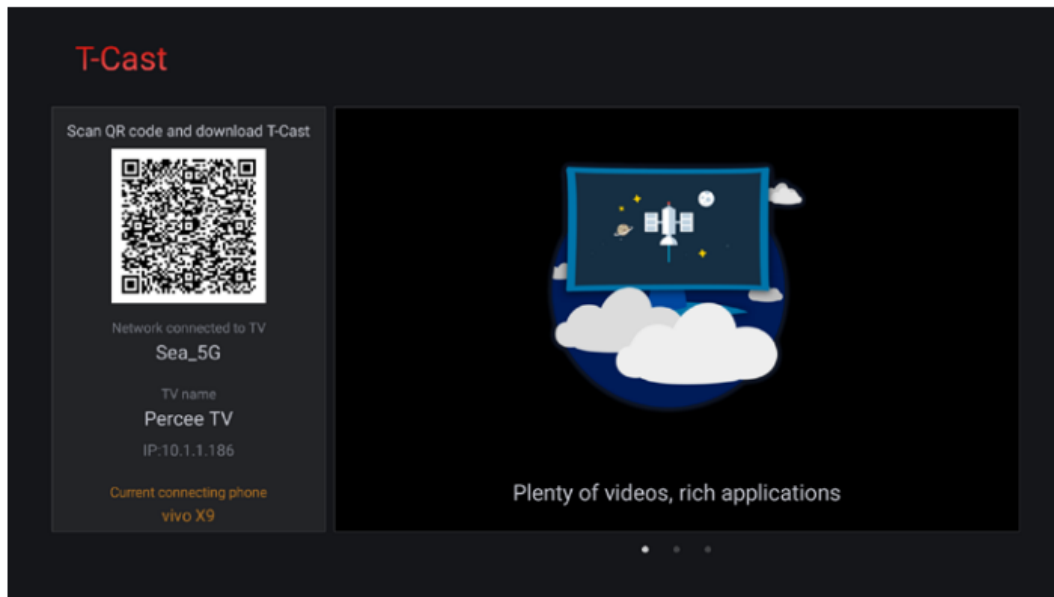 T-Cast
Scan QR code and download T-Cast
Network connected to TV
Sea_5G
TV name
Percee TV
IP:10.1.1.186
Current connecting phone
vivo X9
Plenty of videos, rich applications